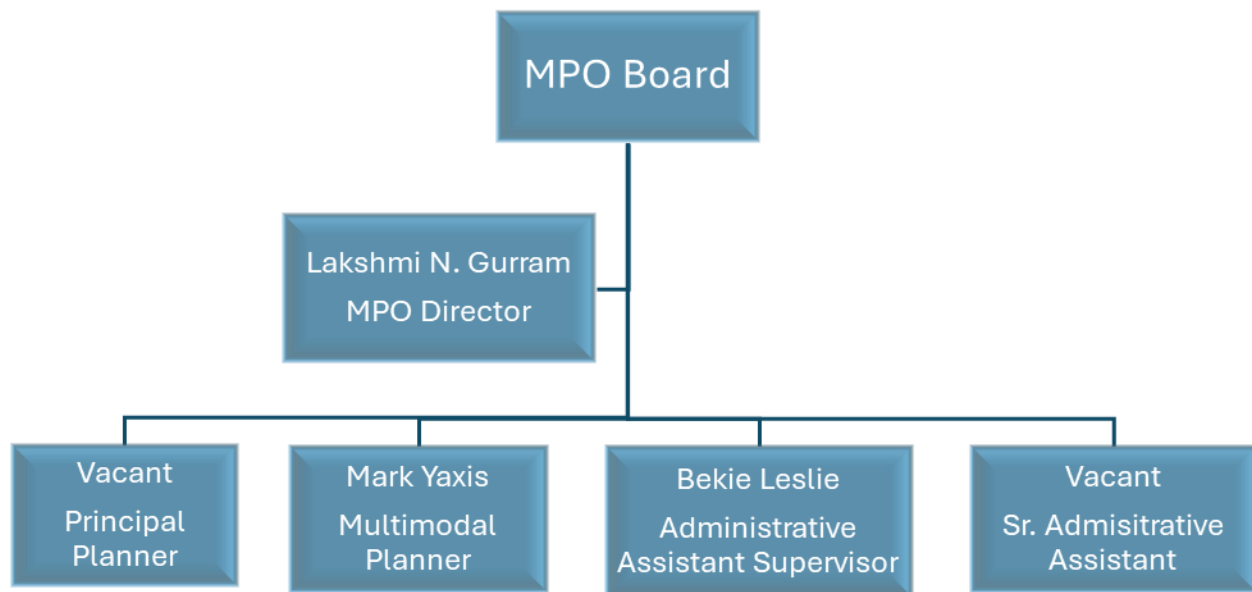 MPO Board
Lakshmi N. Gurram
MPO Director
Vacant
Principal
Planner
Mark Yaxis
Multimodal
Planner
Bekie Leslie
Administrative
Assistant Supervisor
Vacant
Sr. Admisitrative
Assistant